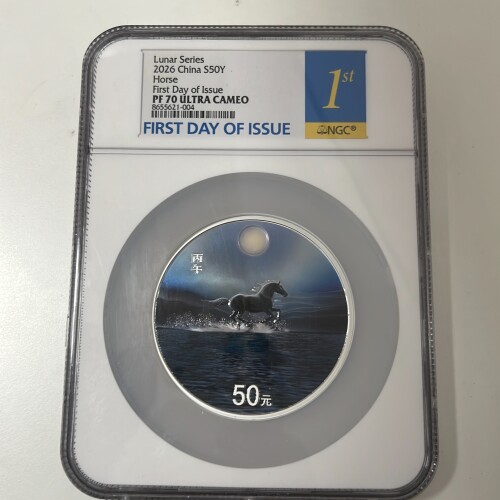 Lunar Series
2026 China S50Y
Horse
First Day of Issue
PF 70 ULTRA CAMEO
8655621-004
FIRST DAY OF ISSUE
1st
NGC®
丙午
50元